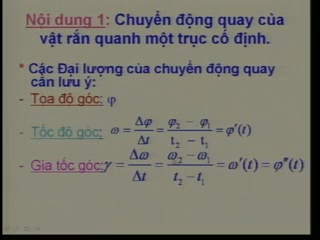 Nội dung 1: Chuyển động quay của
vật rắn quanh một trục cố định.
* Các Đại lượng của chuyển động quay
cần lưu ý:
- Tọa độ góc: φ
- Tốc độ góc: ω = Δφ/Δt = (φ₂ − φ₁)/(t₂ − t₁) = φ'(t)
- Gia tốc góc: γ = Δω/Δt = (ω₂ − ω₁)/(t₂ − t₁) = ω'(t) = φ''(t)